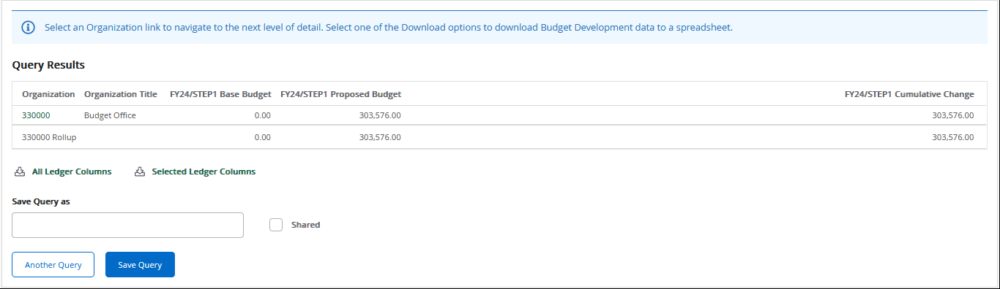 Select an Organization link to navigate to the next level of detail. Select one of the Download options to download Budget Development data to a spreadsheet.
Query Results
Organization Organization Title FY24/STEP1 Base Budget FY24/STEP1 Proposed Budget FY24/STEP1 Cumulative Change
330000 Budget Office 0.00 303,576.00 303,576.00
330000 Rollup 0.00 303,576.00 303,576.00
All Ledger Columns Selected Ledger Columns
Save Query as
Shared
Another Query Save Query